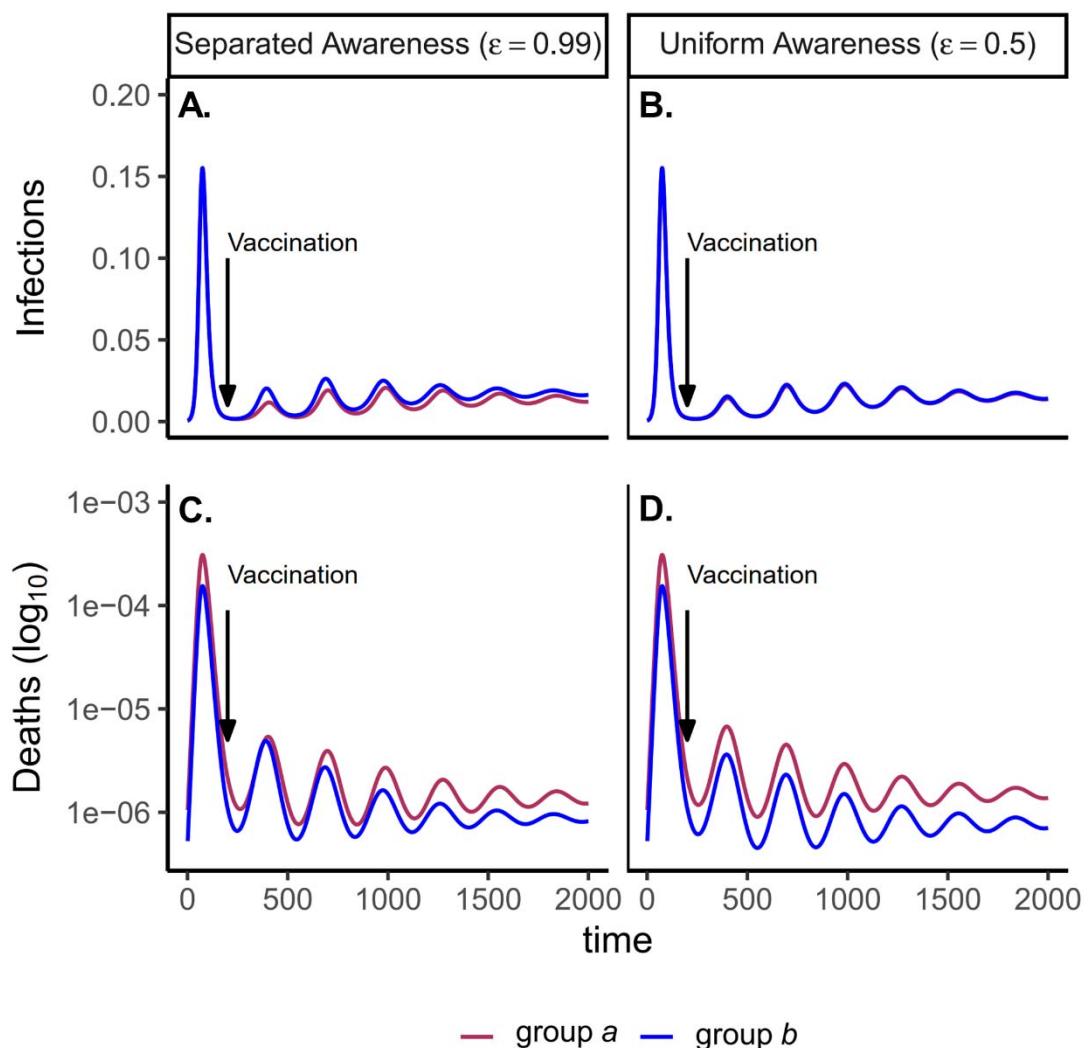 Separated Awareness (ε = 0.99)
Uniform Awareness (ε = 0.5)
A.
B.
Infections
0.20
0.15
0.10
0.05
0.00
Vaccination
Vaccination
C.
D.
Deaths (log₁₀)
1e−03
1e−04
1e−05
1e−06
Vaccination
Vaccination
0 500 1000 1500 2000
0 500 1000 1500 2000
time
group a group b